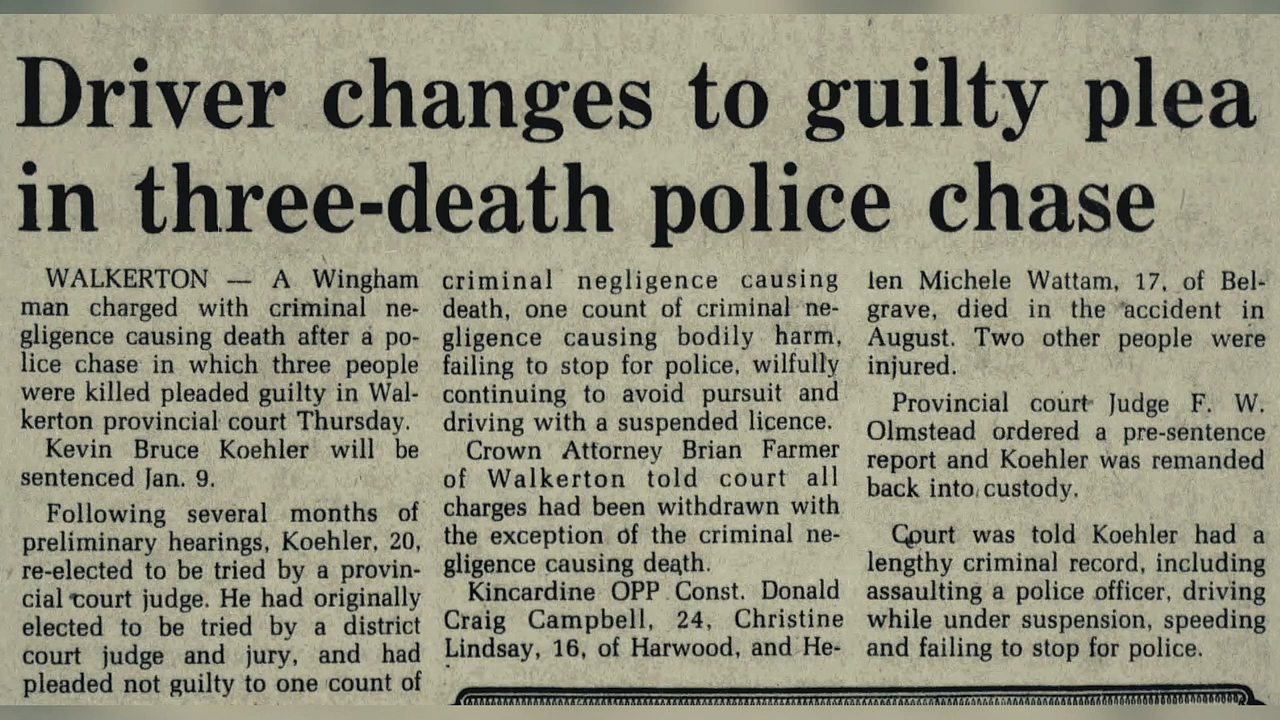 Driver changes to guilty plea
in three-death police chase
WALKERTON — A Wingham
man charged with criminal ne-
gligence causing death after a po-
lice chase in which three people
were killed pleaded guilty in Wal-
kerton provincial court Thursday.
Kevin Bruce Koehler will be
sentenced Jan. 9.
Following several months of
preliminary hearings, Koehler, 20,
re-elected to be tried by a provin-
cial court judge. He had originally
elected to be tried by a district
court judge and jury, and had
pleaded not guilty to one count of
criminal negligence causing
death, one count of criminal ne-
gligence causing bodily harm,
failing to stop for police, wilfully
continuing to avoid pursuit and
driving with a suspended licence.
Crown Attorney Brian Farmer
of Walkerton told court all
charges had been withdrawn with
the exception of the criminal ne-
gligence causing death.
Kincardine OPP Const. Donald
Craig Campbell, 24, Christine
Lindsay, 16, of Harwood, and He-
len Michele Wattam, 17, of Bel-
grave, died in the accident in
August. Two other people were
injured.
Provincial court Judge F. W.
Olmstead ordered a pre-sentence
report and Koehler was remanded
back into custody.
Court was told Koehler had a
lengthy criminal record, including
assaulting a police officer, driving
while under suspension, speeding
and failing to stop for police.